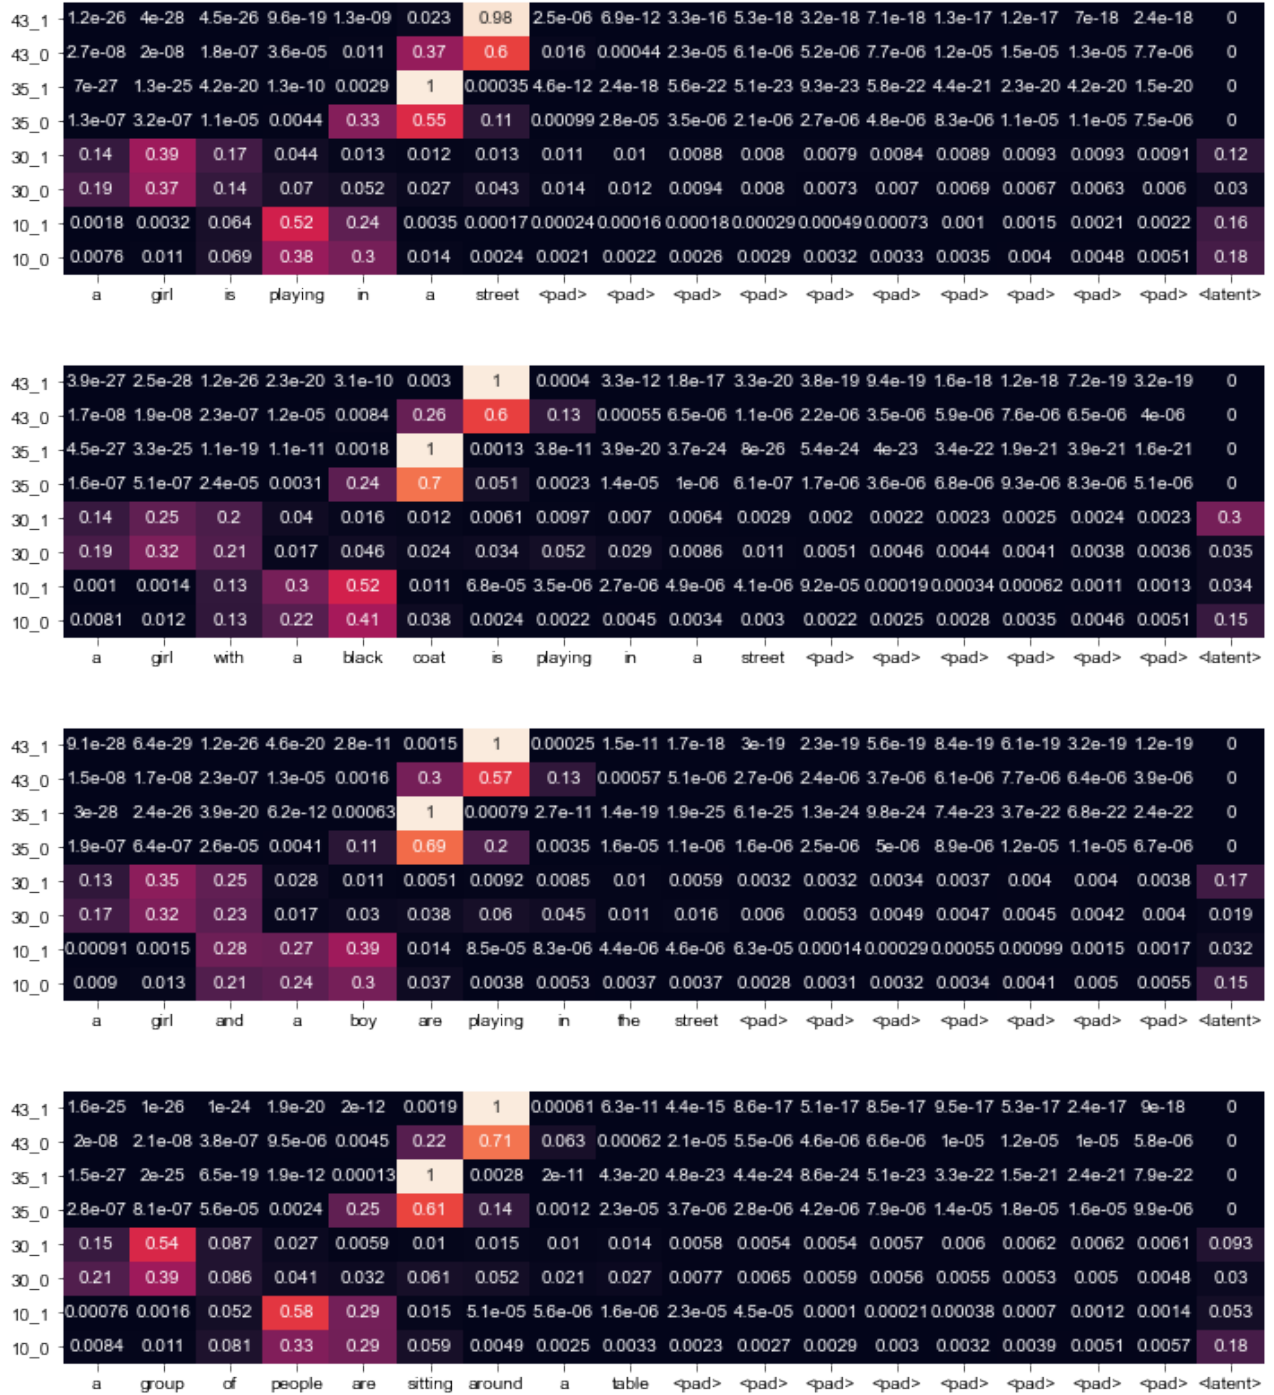 43_1 1.2e-26 4e-28 4.5e-26 9.6e-19 1.3e-09 0.023 0.98 2.5e-06 6.9e-12 3.3e-16 5.3e-18 3.2e-18 7.1e-18 1.3e-17 1.2e-17 7e-18 2.4e-18 0
43_0 2.7e-08 2e-08 1.8e-07 3.6e-05 0.011 0.37 0.6 0.016 0.00044 2.3e-05 6.1e-06 5.2e-06 7.7e-06 1.2e-05 1.5e-05 1.3e-05 7.7e-06 0
35_1 7e-27 1.3e-25 4.2e-20 1.3e-10 0.0029 1 0.00035 4.6e-12 2.4e-18 5.6e-22 5.1e-23 9.3e-23 5.8e-22 4.4e-21 2.3e-20 4.2e-20 1.5e-20 0
35_0 1.3e-07 3.2e-07 1.1e-05 0.0044 0.33 0.55 0.11 0.00099 2.8e-05 3.5e-06 2.1e-06 2.7e-06 4.8e-06 8.3e-06 1.1e-05 1.1e-05 7.5e-06 0
30_1 0.14 0.39 0.17 0.044 0.013 0.012 0.013 0.011 0.01 0.0088 0.008 0.0079 0.0084 0.0089 0.0093 0.0093 0.0091 0.12
30_0 0.19 0.37 0.14 0.07 0.052 0.027 0.043 0.014 0.012 0.0094 0.008 0.0073 0.007 0.0069 0.0067 0.0063 0.006 0.03
10_1 0.0018 0.0032 0.064 0.52 0.24 0.0035 0.00017 0.00024 0.00016 0.00018 0.00029 0.00049 0.00073 0.001 0.0015 0.0021 0.0022 0.16
10_0 0.0076 0.011 0.069 0.38 0.3 0.014 0.0024 0.0021 0.0022 0.0026 0.0029 0.0032 0.0033 0.0035 0.004 0.0048 0.0051 0.18
a girl is playing in a street <pad> <pad> <pad> <pad> <pad> <pad> <pad> <pad> <pad> <pad> <latent>
43_1 3.9e-27 2.5e-28 1.2e-26 2.3e-20 3.1e-10 0.003 1 0.0004 3.3e-12 1.8e-17 3.3e-20 3.8e-19 9.4e-19 1.6e-18 1.2e-18 7.2e-19 3.2e-19 0
43_0 1.7e-08 1.9e-08 2.3e-07 1.2e-05 0.0084 0.26 0.6 0.13 0.00055 6.5e-06 1.1e-06 2.2e-06 3.5e-06 5.9e-06 7.6e-06 6.5e-06 4e-06 0
35_1 4.5e-27 3.3e-25 1.1e-19 1.1e-11 0.0018 1 0.0013 3.8e-11 3.9e-20 3.7e-24 8e-26 5.4e-24 4e-23 3.4e-22 1.9e-21 3.9e-21 1.6e-21 0
35_0 1.6e-07 5.1e-07 2.4e-05 0.0031 0.24 0.7 0.051 0.0023 1.4e-05 1e-06 6.1e-07 1.7e-06 3.6e-06 6.8e-06 9.3e-06 8.3e-06 5.1e-06 0
30_1 0.14 0.25 0.2 0.04 0.016 0.012 0.0061 0.0097 0.007 0.0064 0.0029 0.002 0.0022 0.0023 0.0025 0.0024 0.0023 0.3
30_0 0.19 0.32 0.21 0.017 0.046 0.024 0.034 0.052 0.029 0.0086 0.011 0.0051 0.0046 0.0044 0.0041 0.0038 0.0036 0.035
10_1 0.001 0.0014 0.13 0.3 0.52 0.011 6.8e-05 3.5e-06 2.7e-06 4.9e-06 4.1e-06 9.2e-05 0.00019 0.00034 0.00062 0.0011 0.0013 0.034
10_0 0.0081 0.012 0.13 0.22 0.41 0.038 0.0024 0.0022 0.0045 0.0034 0.003 0.0022 0.0025 0.0028 0.0035 0.0046 0.0051 0.15
a girl with a black coat is playing in a street <pad> <pad> <pad> <pad> <pad> <pad> <latent>
43_1 9.1e-28 6.4e-29 1.2e-26 4.6e-20 2.8e-11 0.0015 1 0.00025 1.5e-11 1.7e-18 3e-19 2.3e-19 5.6e-19 8.4e-19 6.1e-19 3.2e-19 1.2e-19 0
43_0 1.5e-08 1.7e-08 2.3e-07 1.3e-05 0.0016 0.3 0.57 0.13 0.00057 5.1e-06 2.7e-06 2.4e-06 3.7e-06 6.1e-06 7.7e-06 6.4e-06 3.9e-06 0
35_1 3e-28 2.4e-26 3.9e-20 6.2e-12 0.00063 1 0.00079 2.7e-11 1.4e-19 1.9e-25 6.1e-25 1.3e-24 9.8e-24 7.4e-23 3.7e-22 6.8e-22 2.4e-22 0
35_0 1.9e-07 6.4e-07 2.6e-05 0.0041 0.11 0.69 0.2 0.0035 1.6e-05 1.1e-06 1.6e-06 2.5e-06 5e-06 8.9e-06 1.2e-05 1.1e-05 6.7e-06 0
30_1 0.13 0.35 0.25 0.028 0.011 0.0051 0.0092 0.0085 0.01 0.0059 0.0032 0.0032 0.0034 0.0037 0.004 0.004 0.0038 0.17
30_0 0.17 0.32 0.23 0.017 0.03 0.038 0.06 0.045 0.011 0.016 0.006 0.0053 0.0049 0.0047 0.0045 0.0042 0.004 0.019
10_1 0.00091 0.0015 0.28 0.27 0.39 0.014 8.5e-05 8.3e-06 4.4e-06 4.6e-06 6.3e-05 0.00014 0.00029 0.00055 0.00099 0.0015 0.0017 0.032
10_0 0.009 0.013 0.21 0.24 0.3 0.037 0.0038 0.0053 0.0037 0.0037 0.0028 0.0031 0.0032 0.0034 0.0041 0.005 0.0055 0.15
a girl and a boy are playing in the street <pad> <pad> <pad> <pad> <pad> <pad> <pad> <latent>
43_1 1.6e-25 1e-26 1e-24 1.9e-20 2e-12 0.0019 1 0.00061 6.3e-11 4.4e-15 8.6e-17 5.1e-17 8.5e-17 9.5e-17 5.3e-17 2.4e-17 9e-18 0
43_0 2e-08 2.1e-08 3.8e-07 9.5e-06 0.0045 0.22 0.71 0.063 0.00062 2.1e-05 5.5e-06 4.6e-06 6.6e-06 1e-05 1.2e-05 1e-05 5.8e-06 0
35_1 1.5e-27 2e-25 6.5e-19 1.9e-12 0.00013 1 0.0028 2e-11 4.3e-20 4.8e-23 4.4e-24 8.6e-24 5.1e-23 3.3e-22 1.5e-21 2.4e-21 7.9e-22 0
35_0 2.8e-07 8.1e-07 5.6e-05 0.0024 0.25 0.61 0.14 0.0012 2.3e-05 3.7e-06 2.8e-06 4.2e-06 7.9e-06 1.4e-05 1.8e-05 1.6e-05 9.9e-06 0
30_1 0.15 0.54 0.087 0.027 0.0059 0.01 0.015 0.01 0.014 0.0058 0.0054 0.0054 0.0057 0.006 0.0062 0.0062 0.0061 0.093
30_0 0.21 0.39 0.086 0.041 0.032 0.061 0.052 0.021 0.027 0.0077 0.0065 0.0059 0.0056 0.0055 0.0053 0.005 0.0048 0.03
10_1 0.00076 0.0016 0.052 0.58 0.29 0.015 5.1e-05 5.6e-06 1.6e-06 2.3e-05 4.5e-05 0.0001 0.00021 0.00038 0.0007 0.0012 0.0014 0.053
10_0 0.0084 0.011 0.081 0.33 0.29 0.059 0.0049 0.0025 0.0033 0.0023 0.0027 0.0029 0.003 0.0032 0.0039 0.0051 0.0057 0.18
a group of people are sitting around a table <pad> <pad> <pad> <pad> <pad> <pad> <pad> <pad> <latent>